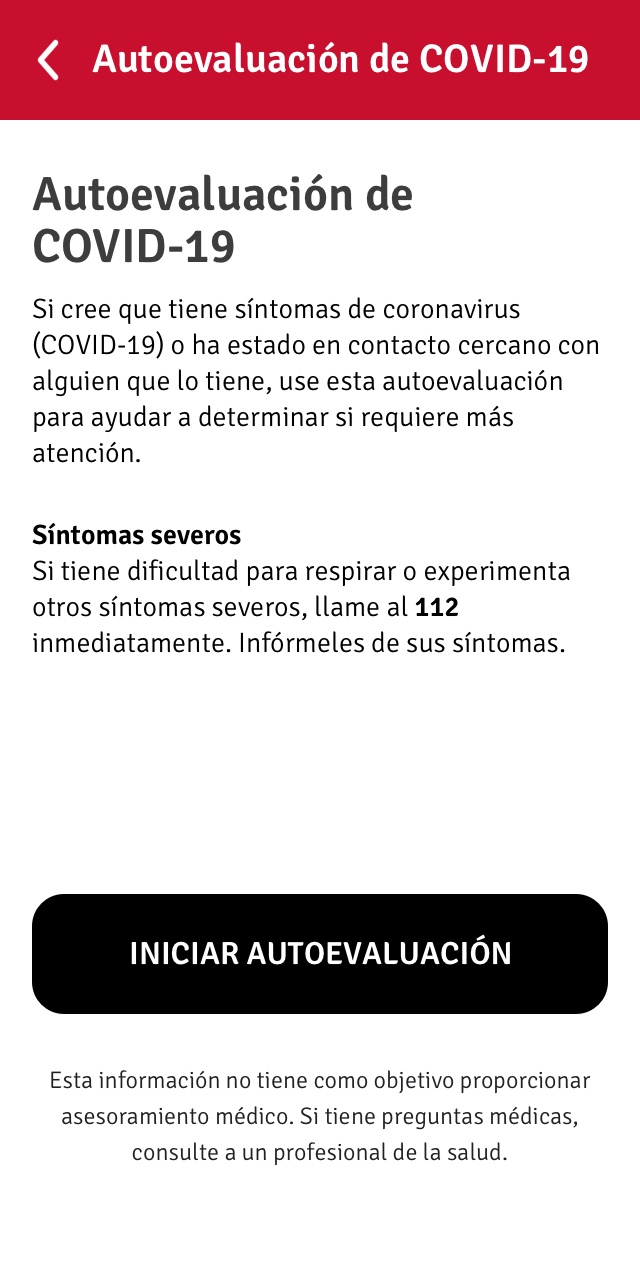 Autoevaluación de COVID-19
Autoevaluación de
COVID-19
Si cree que tiene síntomas de coronavirus
(COVID-19) o ha estado en contacto cercano con
alguien que lo tiene, use esta autoevaluación
para ayudar a determinar si requiere más
atención.
Síntomas severos
Si tiene dificultad para respirar o experimenta
otros síntomas severos, llame al 112
inmediatamente. Infórmeles de sus síntomas.
INICIAR AUTOEVALUACIÓN
Esta información no tiene como objetivo proporcionar
asesoramiento médico. Si tiene preguntas médicas,
consulte a un profesional de la salud.